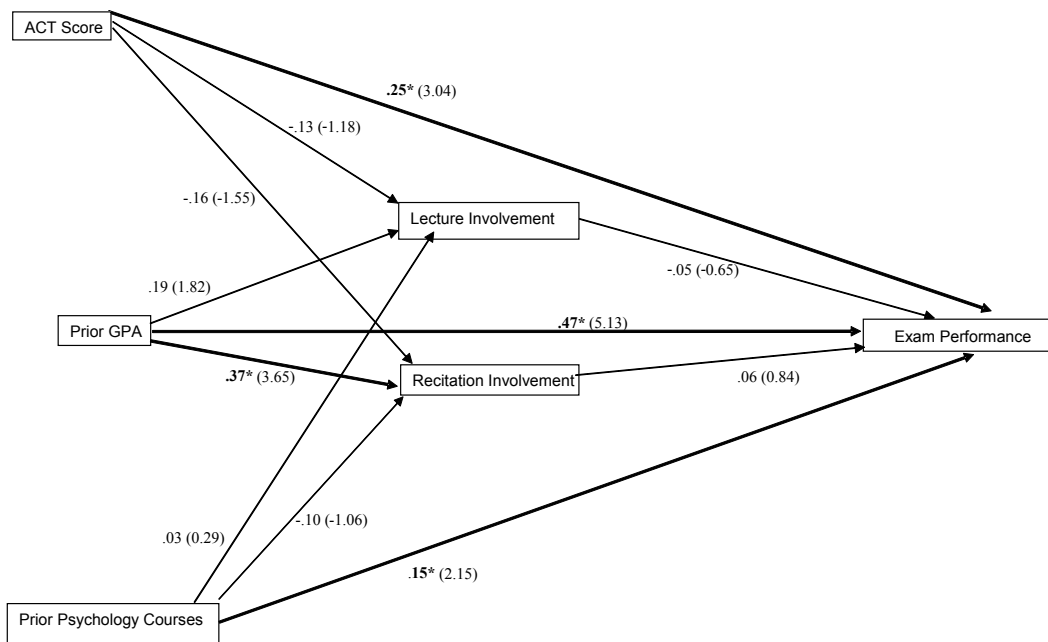 ACT Score
.25* (3.04)
-.13 (-1.18)
-.16 (-1.55)
Lecture Involvement
-.05 (-0.65)
.19 (1.82)
Prior GPA
.47* (5.13)
Exam Performance
.37* (3.65)
Recitation Involvement
.06 (0.84)
-.10 (-1.06)
.03 (0.29)
.15* (2.15)
Prior Psychology Courses